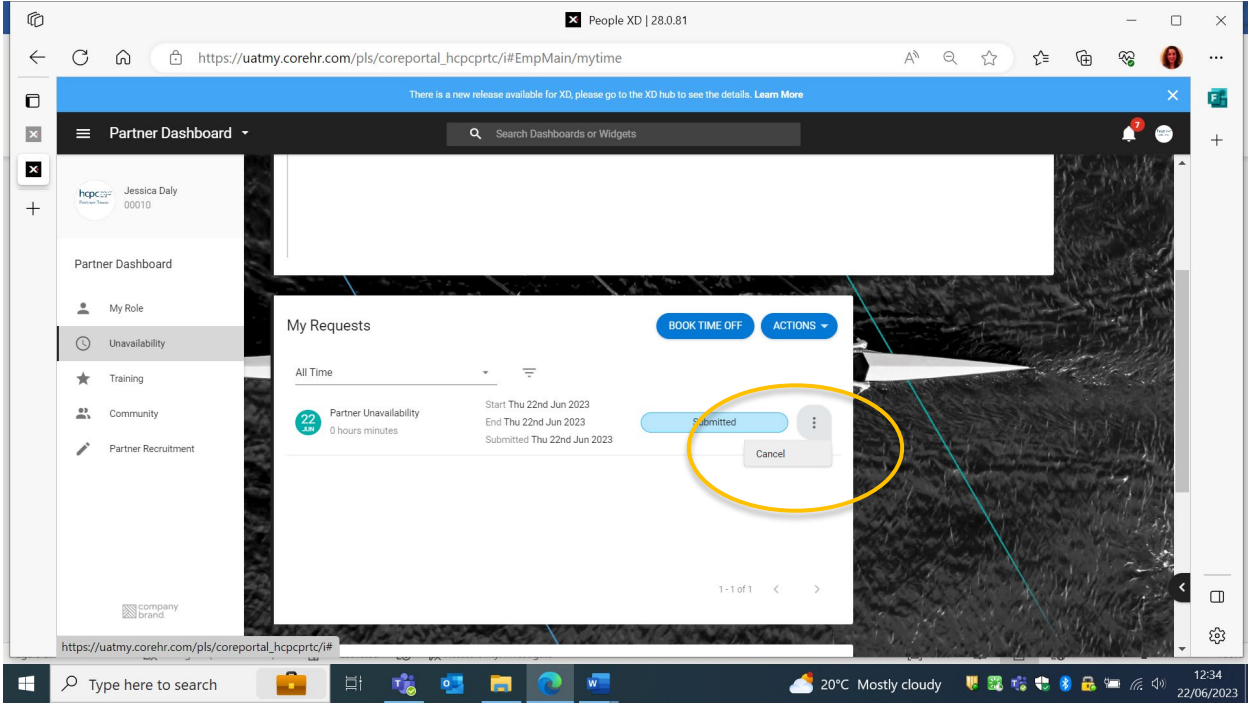 People XD | 28.0.81
https://uatmy.corehr.com/pls/coreportal_hcpcprtc/i#EmpMain/mytime
There is a new release available for XD, please go to the XD hub to see the details. Learn More
Partner Dashboard
Search Dashboards or Widgets
7
hcpc
Jessica Daly
00010
Partner Dashboard
My Role
Unavailability
Training
Community
Partner Recruitment
company
brand
My Requests
BOOK TIME OFF
ACTIONS
All Time
22
JUN
Partner Unavailability
0 hours minutes
Start Thu 22nd Jun 2023
End Thu 22nd Jun 2023
Submitted Thu 22nd Jun 2023
Submitted
Cancel
1 - 1 of 1
https://uatmy.corehr.com/pls/coreportal_hcpcprtc/i#
Type here to search
20°C Mostly cloudy
12:34
22/06/2023